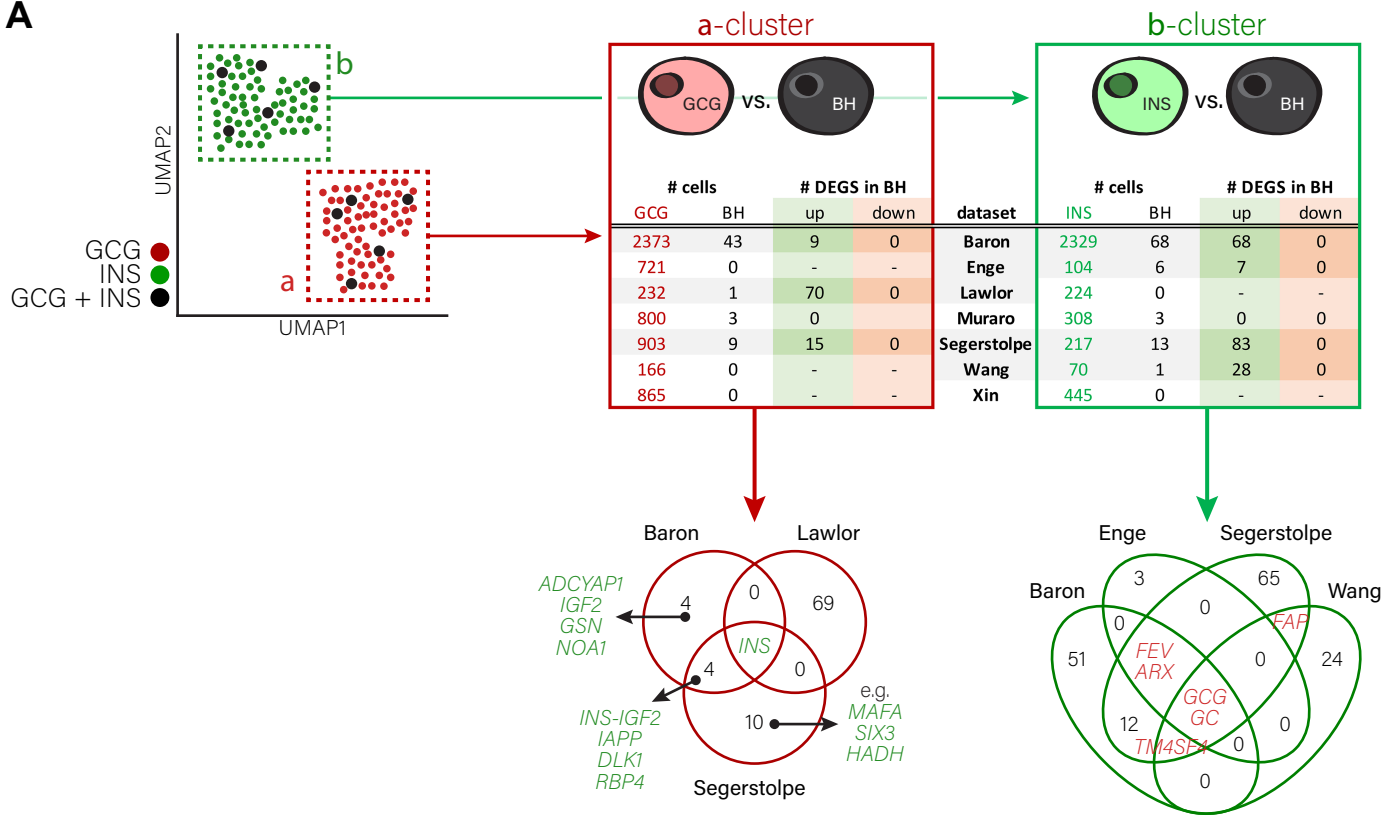 A
a-cluster
b-cluster
b
GCG vs. BH
INS vs. BH
UMAP2
a
GCG
INS
GCG + INS
UMAP1
# cells # DEGS in BH # cells # DEGS in BH
GCG BH up down dataset INS BH up down
2373 43 9 0 Baron 2329 68 68 0
721 0 - - Enge 104 6 7 0
232 1 70 0 Lawlor 224 0 - -
800 3 0 Muraro 308 3 0 0
903 9 15 0 Segerstolpe 217 13 83 0
166 0 - - Wang 70 1 28 0
865 0 - - Xin 445 0 - -
Baron Lawlor
ADCYAP1
IGF2
GSN
NOA1
4 0 69
INS
4 0
10
INS-IGF2
IAPP
DLK1
RBP4
e.g.
MAFA
SIX3
HADH
Segerstolpe
Enge Segerstolpe
Baron Wang
3 65
0
0 FAP
51 FEV
ARX 0 24
GCG
GC
12 0
TM4SF4 0
0